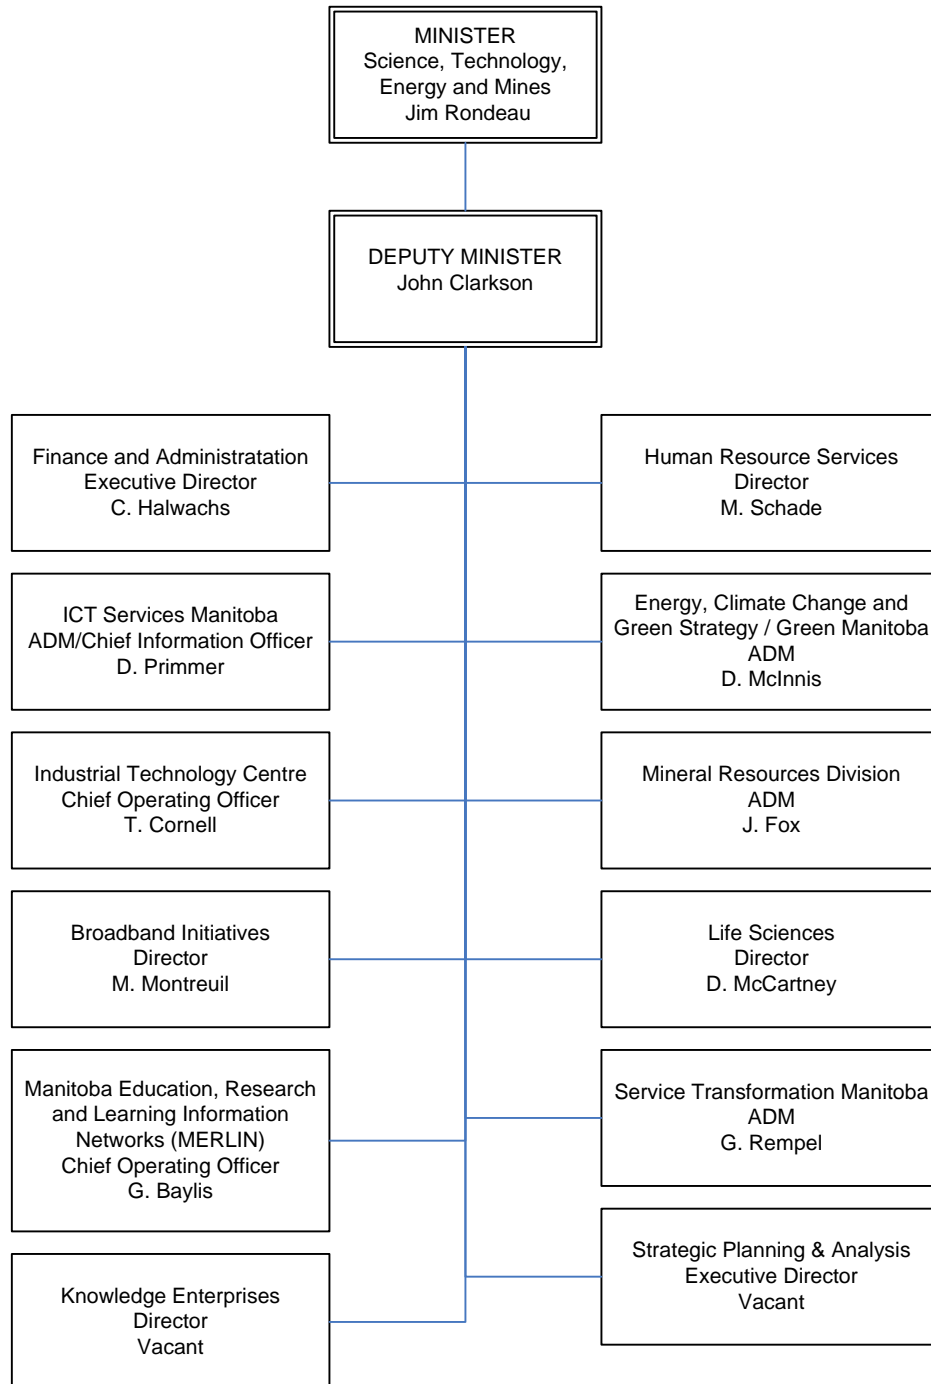 MINISTER
Science, Technology,
Energy and Mines
Jim Rondeau
DEPUTY MINISTER
John Clarkson
Finance and Administratation
Executive Director
C. Halwachs
Human Resource Services
Director
M. Schade
ICT Services Manitoba
ADM/Chief Information Officer
D. Primmer
Energy, Climate Change and
Green Strategy / Green Manitoba
ADM
D. McInnis
Industrial Technology Centre
Chief Operating Officer
T. Cornell
Mineral Resources Division
ADM
J. Fox
Broadband Initiatives
Director
M. Montreuil
Life Sciences
Director
D. McCartney
Manitoba Education, Research
and Learning Information
Networks (MERLIN)
Chief Operating Officer
G. Baylis
Service Transformation Manitoba
ADM
G. Rempel
Knowledge Enterprises
Director
Vacant
Strategic Planning & Analysis
Executive Director
Vacant